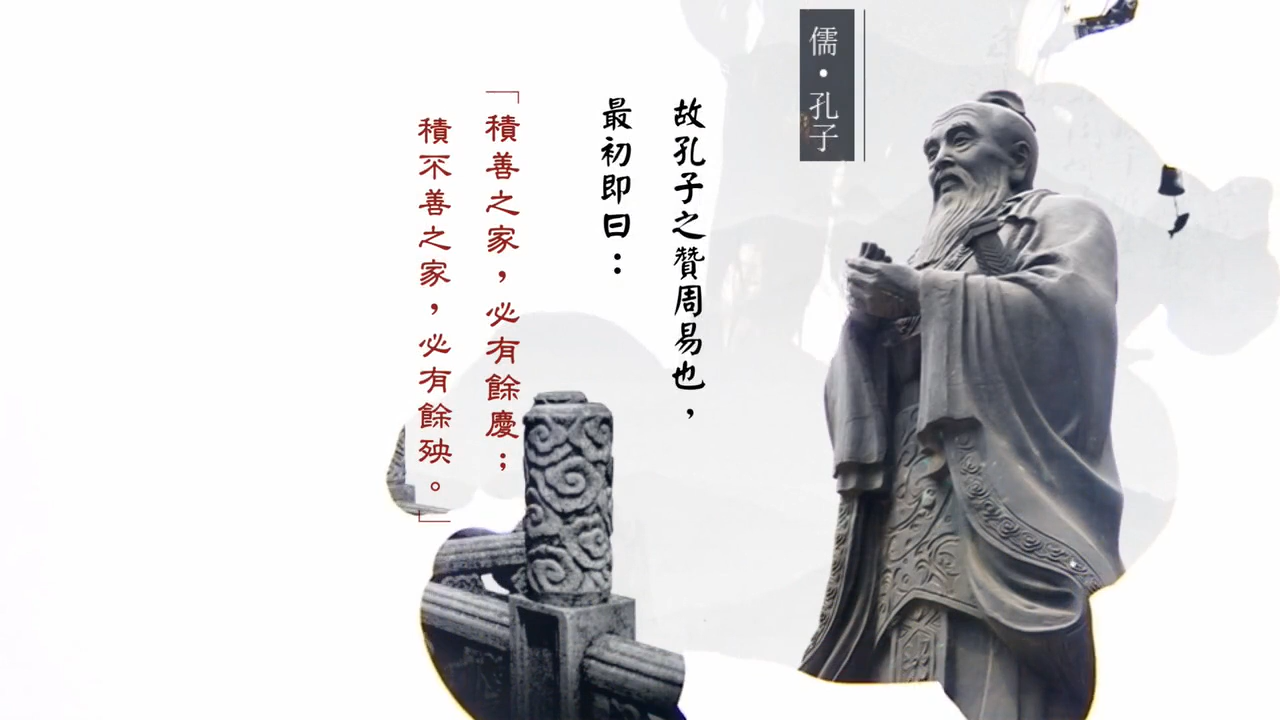 儒·孔子
故孔子之贊周易也，
最初即曰：
「積善之家，必有餘慶；
積不善之家，必有餘殃。」